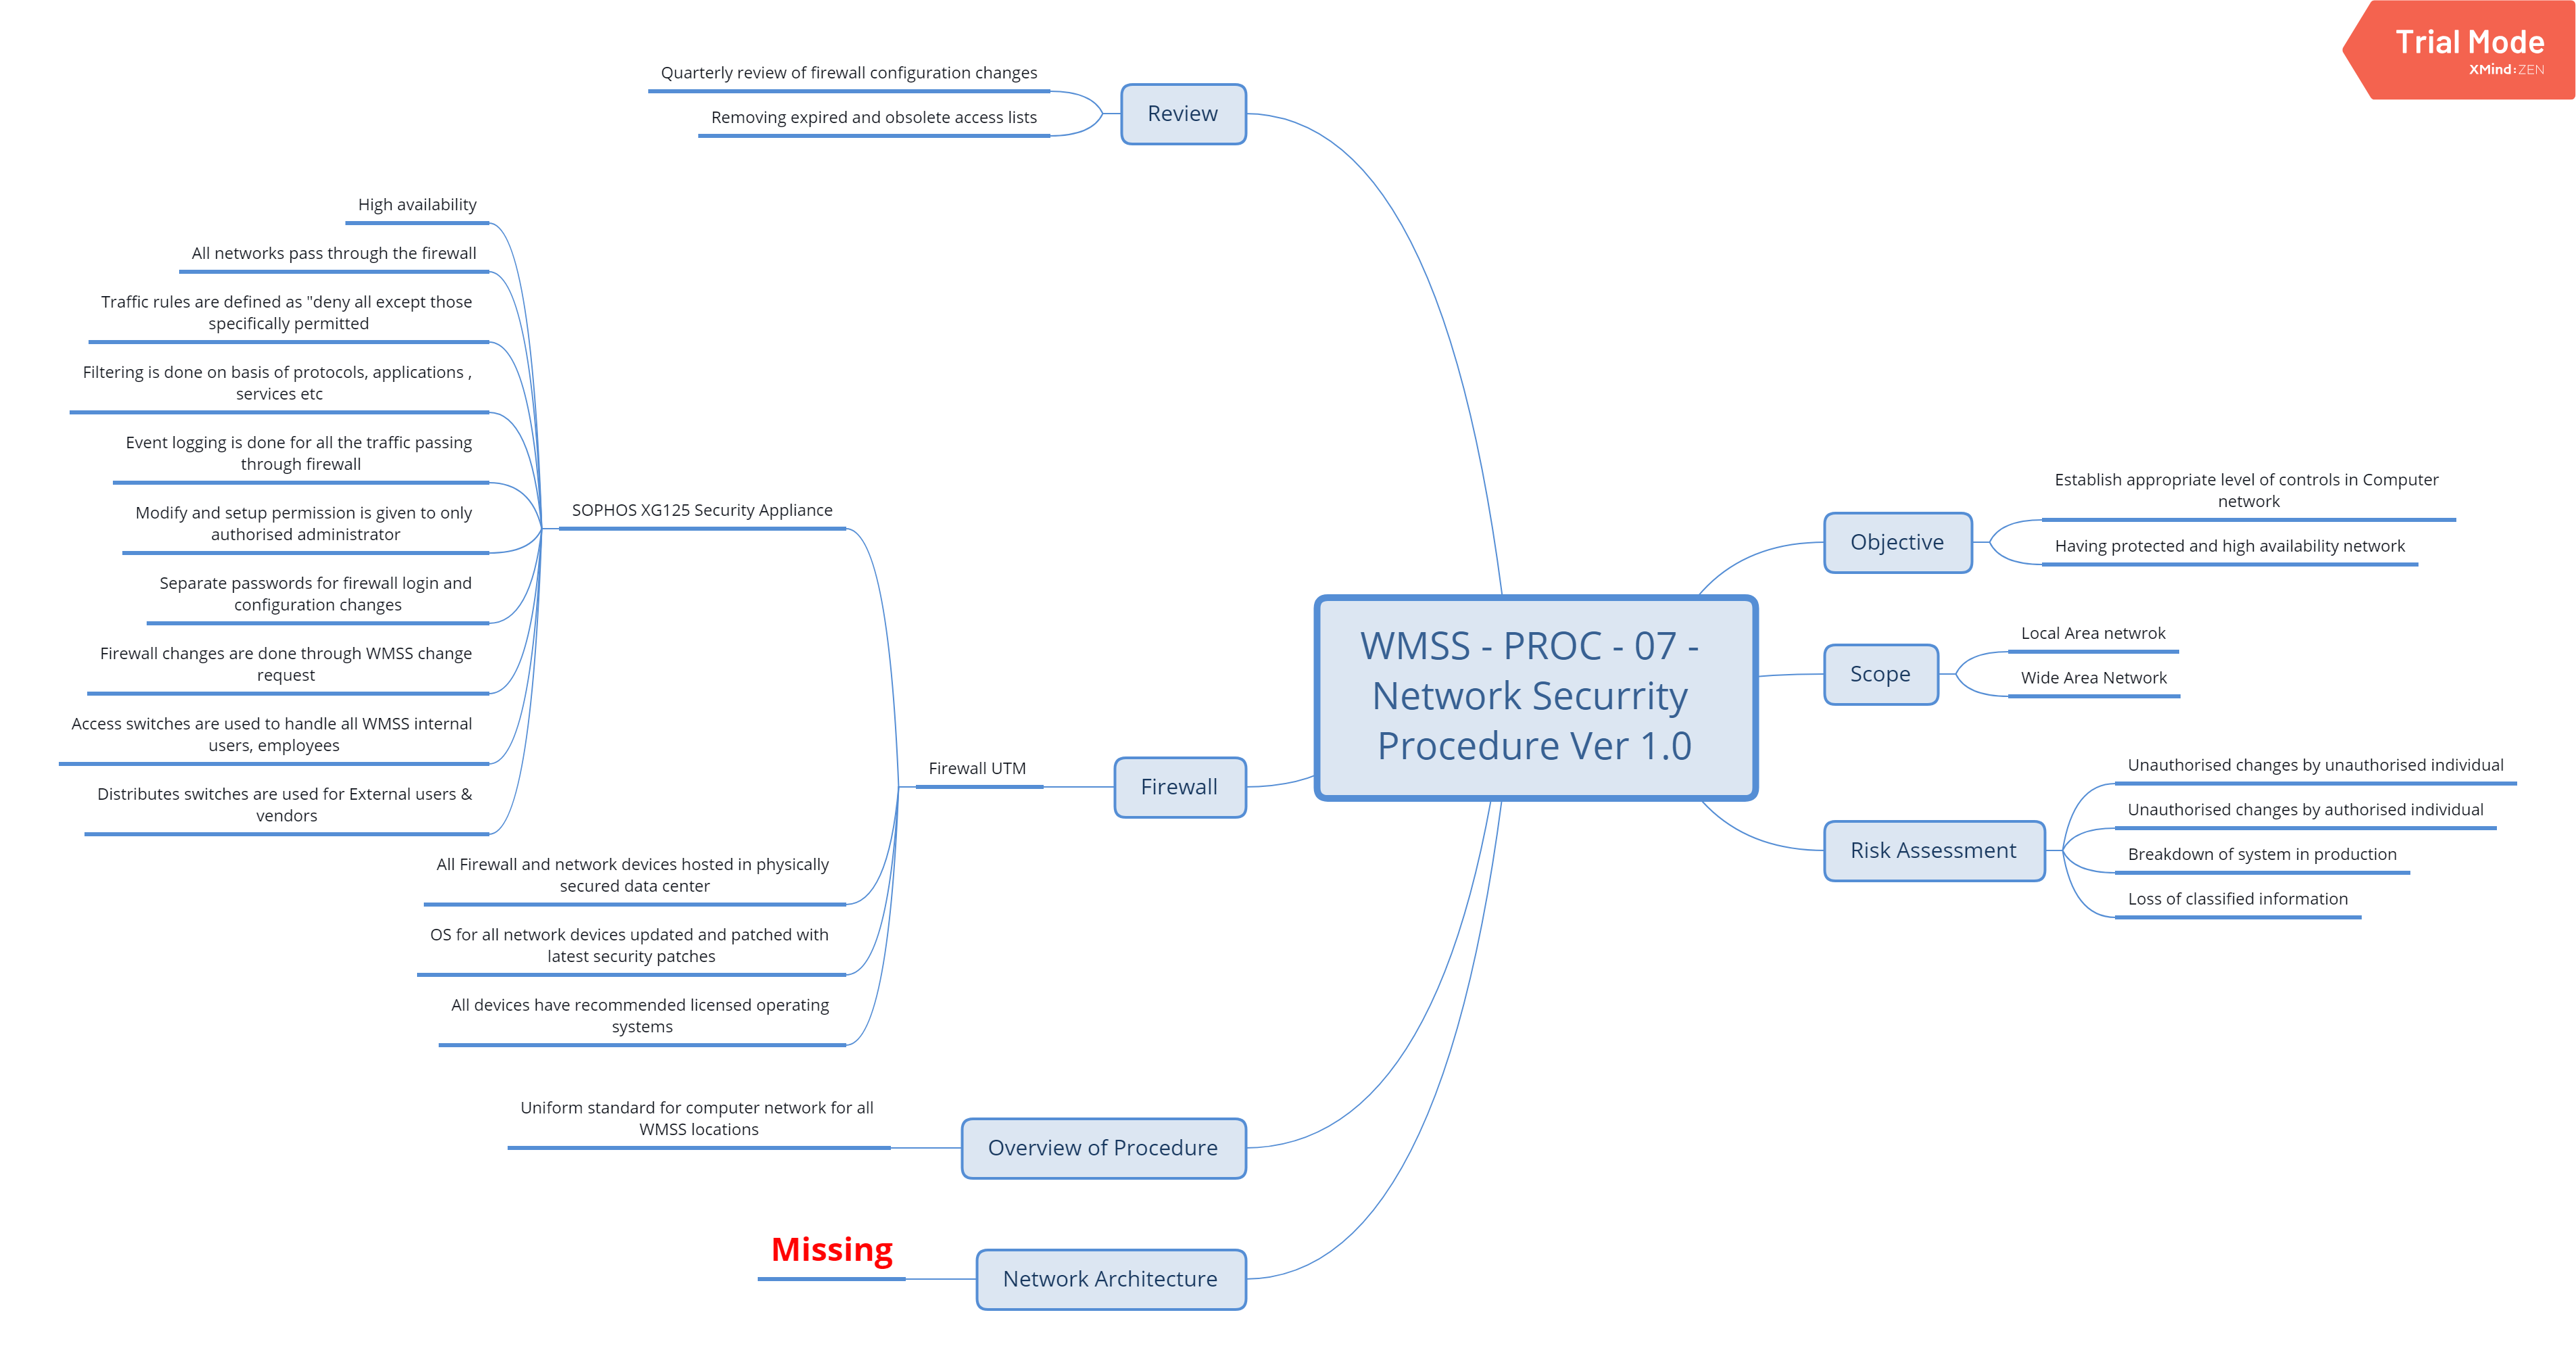 Trial Mode
XMind:ZEN
Quarterly review of firewall configuration changes
Removing expired and obsolete access lists
Review
High availability
All networks pass through the firewall
Traffic rules are defined as "deny all except those
specifically permitted
Filtering is done on basis of protocols, applications ,
services etc
Event logging is done for all the traffic passing
through firewall
Modify and setup permission is given to only
authorised administrator
Separate passwords for firewall login and
configuration changes
Firewall changes are done through WMSS change
request
Access switches are used to handle all WMSS internal
users, employees
Distributes switches are used for External users &
vendors
SOPHOS XG125 Security Appliance
All Firewall and network devices hosted in physically
secured data center
OS for all network devices updated and patched with
latest security patches
All devices have recommended licensed operating
systems
Firewall UTM
Firewall
Uniform standard for computer network for all
WMSS locations
Overview of Procedure
Missing
Network Architecture
WMSS - PROC - 07 -
Network Securrity
Procedure Ver 1.0
Objective
Establish appropriate level of controls in Computer
network
Having protected and high availability network
Scope
Local Area netwrok
Wide Area Network
Risk Assessment
Unauthorised changes by unauthorised individual
Unauthorised changes by authorised individual
Breakdown of system in production
Loss of classified information